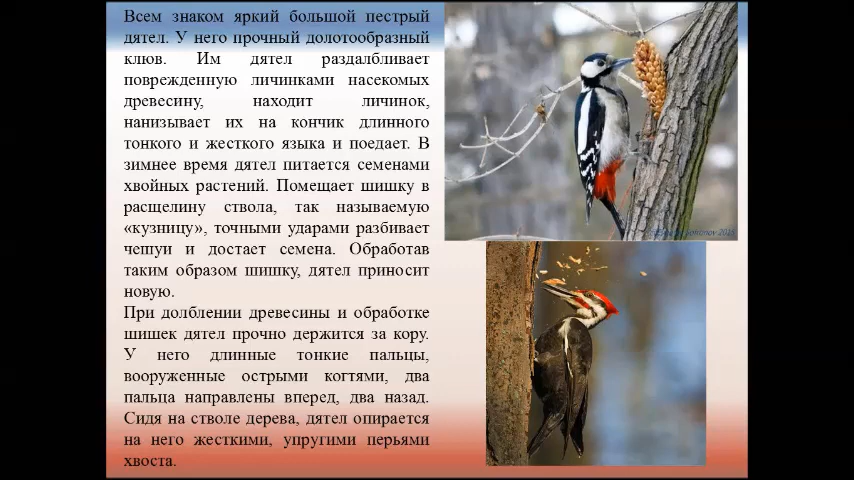 Всем знаком яркий большой пестрый
дятел. У него прочный долотообразный
клюв. Им дятел раздалбливает
поврежденную личинками насекомых
древесину, находит личинок,
нанизывает их на кончик длинного
тонкого и жесткого языка и поедает. В
зимнее время дятел питается семенами
хвойных растений. Помещает шишку в
расщелину ствола, так называемую
«кузницу», точными ударами разбивает
чешуи и достает семена. Обработав
таким образом шишку, дятел приносит
новую.
При долблении древесины и обработке
шишек дятел прочно держится за кору.
У него длинные тонкие пальцы,
вооруженные острыми когтями, два
пальца направлены вперед, два назад.
Сидя на стволе дерева, дятел опирается
на него жесткими, упругими перьями
хвоста.